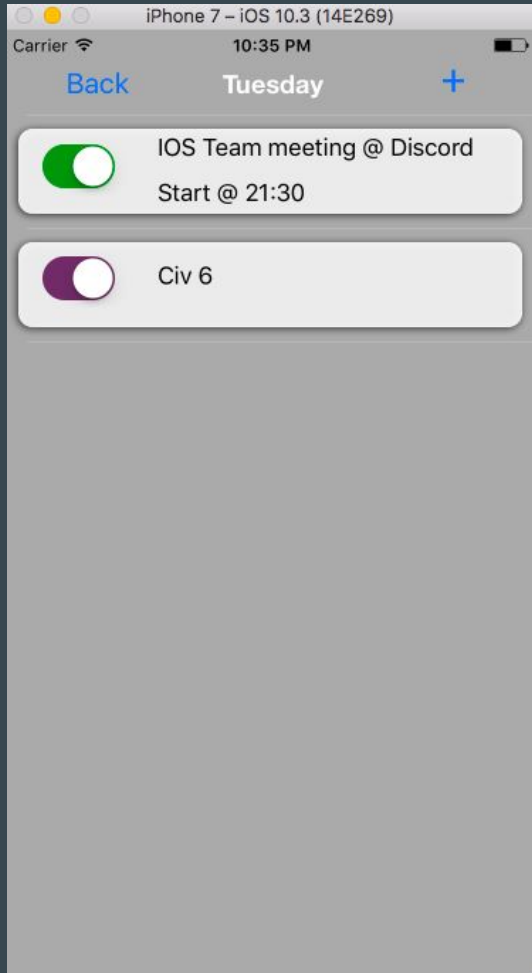 iPhone 7 – iOS 10.3 (14E269)
Carrier 10:35 PM
Back Tuesday +
IOS Team meeting @ Discord
Start @ 21:30
Civ 6